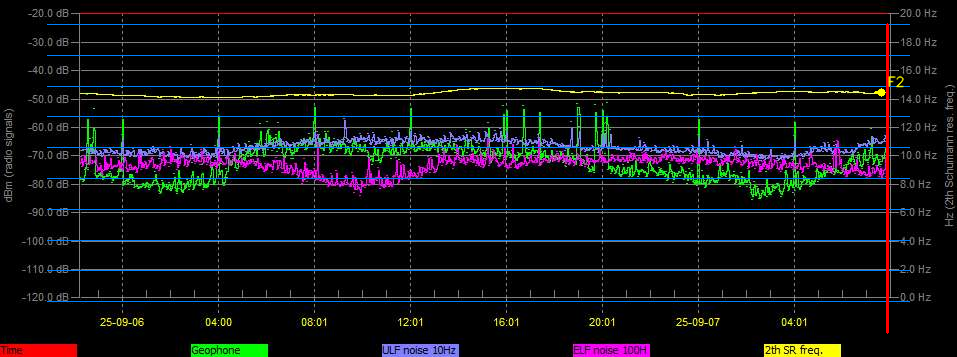 -20.0 dB 20.0 Hz
-30.0 dB 18.0 Hz
-40.0 dB 16.0 Hz
F2
-50.0 dB 14.0 Hz
-60.0 dB 12.0 Hz
-70.0 dB 10.0 Hz
-80.0 dB 8.0 Hz
-90.0 dB 6.0 Hz
-100.0 dB 4.0 Hz
-110.0 dB 2.0 Hz
-120.0 dB 0.0 Hz
dBm (radio signals)
Hz (2th Schumann res. freq.)
25-09-06 04:00 08:01 12:01 16:01 20:01 25-09-07 04:01
Time Geophone ULF noise 10Hz ELF noise 100H 2th SR freq.